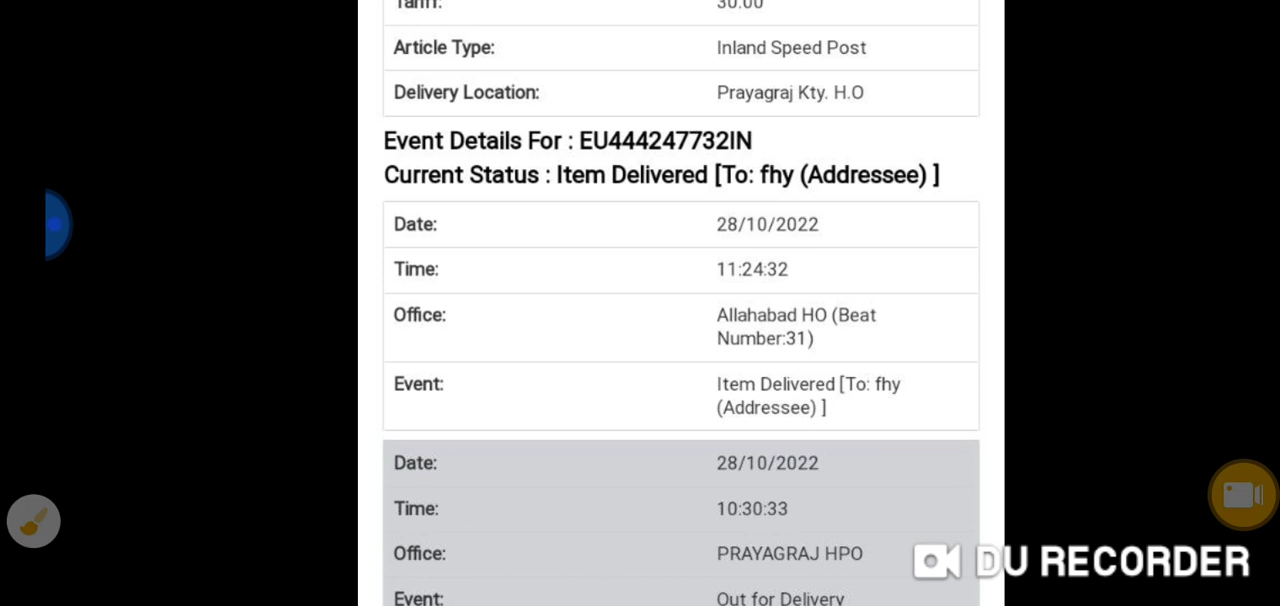 Tariff: 30.00
Article Type: Inland Speed Post
Delivery Location: Prayagraj Kty. H.O
Event Details For : EU444247732IN
Current Status : Item Delivered [To: fhy (Addressee) ]
Date: 28/10/2022
Time: 11:24:32
Office: Allahabad HO (Beat
Number:31)
Event: Item Delivered [To: fhy
(Addressee) ]
Date: 28/10/2022
Time: 10:30:33
Office: PRAYAGRAJ HPO
Event: Out for Delivery
DU RECORDER